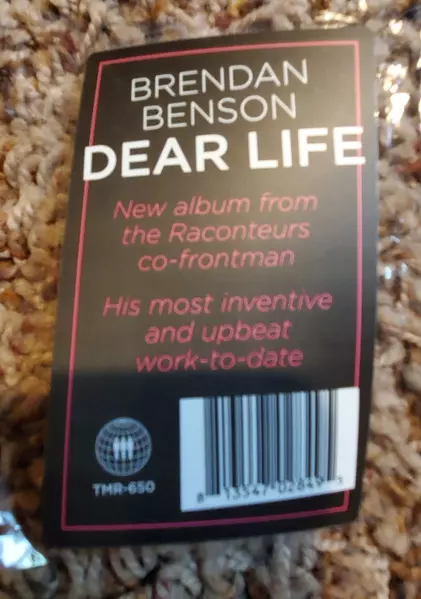 BRENDAN
BENSON
DEAR LIFE
New album from
the Raconteurs
co-frontman
His most inventive
and upbeat
work-to-date
TMR-650